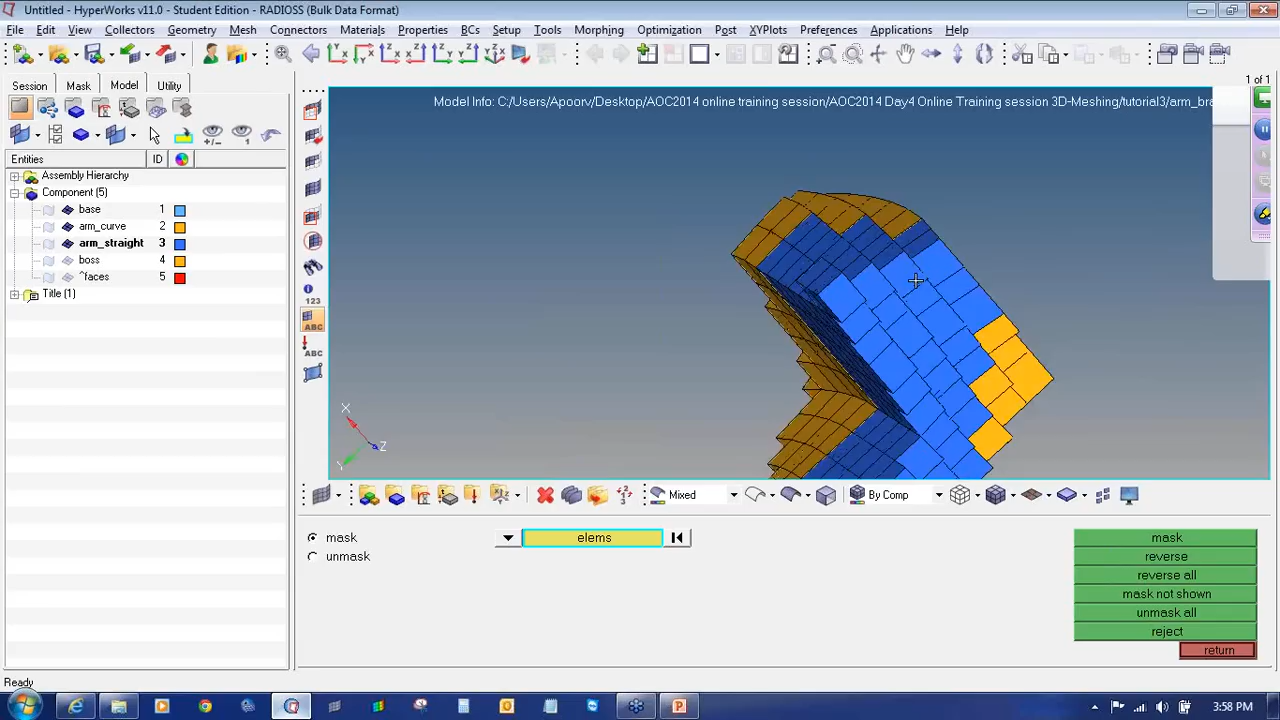 Untitled - HyperWorks v11.0 - Student Edition - RADIOSS (Bulk Data Format)
File Edit View Collectors Geometry Mesh Connectors Materials Properties BCs Setup Tools Morphing Optimization Post XYPlots Preferences Applications Help
Session Mask Model Utility
1 of 1
Model Info: C:/Users/Apoorv/Desktop/AOC2014 online training session/AOC2014 Day4 Online Training session 3D-Meshing/tutorial3/arm_bra
Entities ID
Assembly Hierarchy
Component (5)
base 1
arm_curve 2
arm_straight 3
boss 4
^faces 5
Title (1)
123
ABC
ABC
X
Z
Y
Mixed
By Comp
mask
unmask
elems
mask
reverse
reverse all
mask not shown
unmask all
reject
return
Ready
3:58 PM